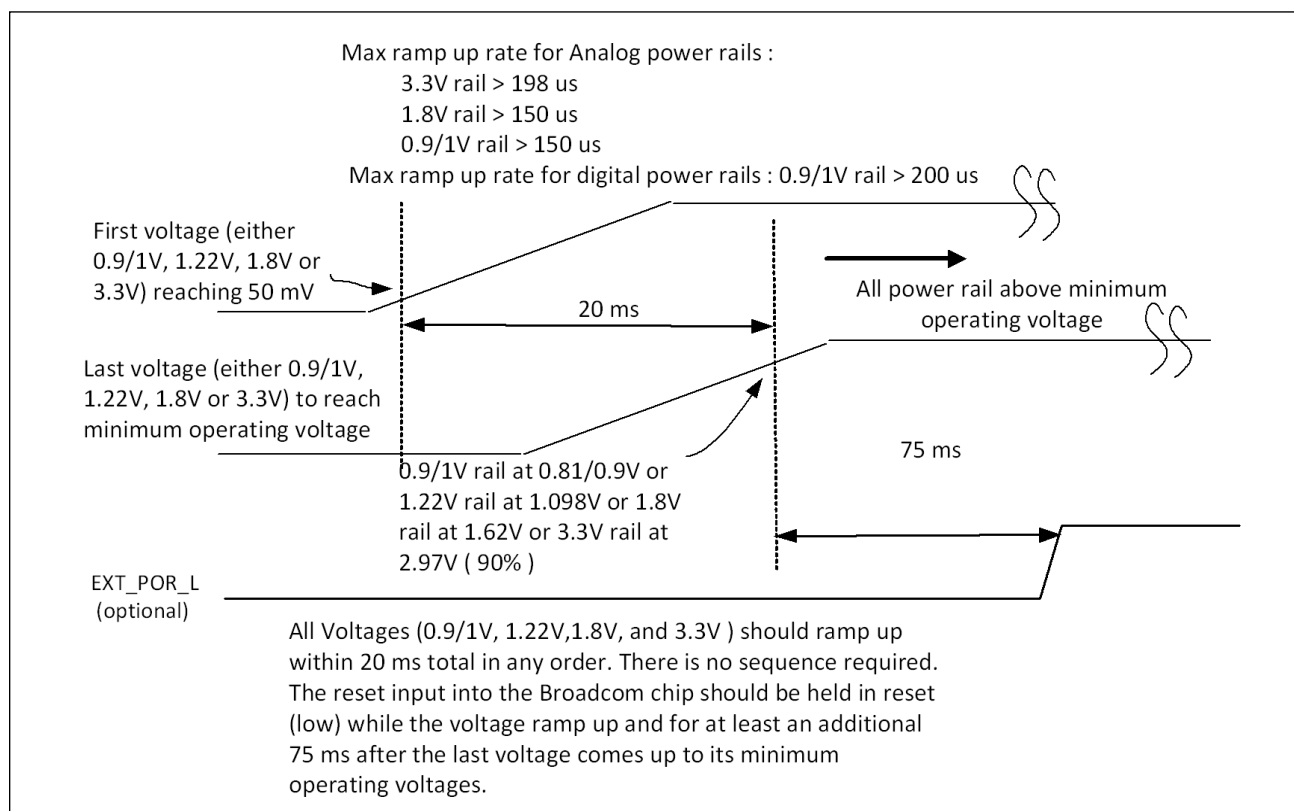 Max ramp up rate for Analog power rails :
3.3V rail > 198 us
1.8V rail > 150 us
0.9/1V rail > 150 us
Max ramp up rate for digital power rails : 0.9/1V rail > 200 us
First voltage (either
0.9/1V, 1.22V, 1.8V or
3.3V) reaching 50 mV
20 ms
All power rail above minimum
operating voltage
Last voltage (either 0.9/1V,
1.22V, 1.8V or 3.3V) to reach
minimum operating voltage
0.9/1V rail at 0.81/0.9V or
1.22V rail at 1.098V or 1.8V
rail at 1.62V or 3.3V rail at
2.97V ( 90% )
75 ms
EXT_POR_L
(optional)
All Voltages (0.9/1V, 1.22V,1.8V, and 3.3V ) should ramp up
within 20 ms total in any order. There is no sequence required.
The reset input into the Broadcom chip should be held in reset
(low) while the voltage ramp up and for at least an additional
75 ms after the last voltage comes up to its minimum
operating voltages.